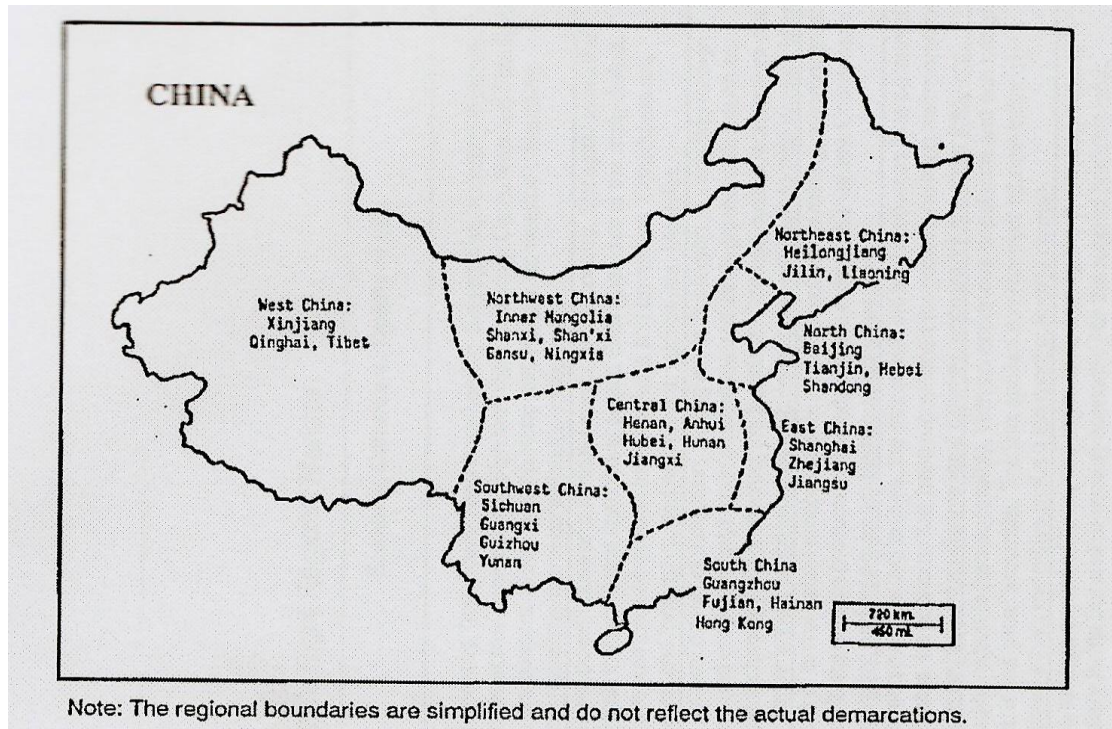 CHINA
Northeast China:
Heilongjiang
Jilin, Liaoning
West China:
Xinjiang
Qinghai, Tibet
Northwest China:
Inner Mongolia
Shanxi, Shan'xi
Gansu, Ningxia
North China:
Beijing
Tianjin, Hebei
Shandong
Central China:
Henan, Anhui
Hubei, Hunan
Jiangxi
East China:
Shanghai
Zhejiang
Jiangsu
Southwest China:
Sichuan
Guangxi
Guizhou
Yunan
South China
Guangzhou
Fujian, Hainan
Hong Kong
720 km.
450 mi.
Note: The regional boundaries are simplified and do not reflect the actual demarcations.